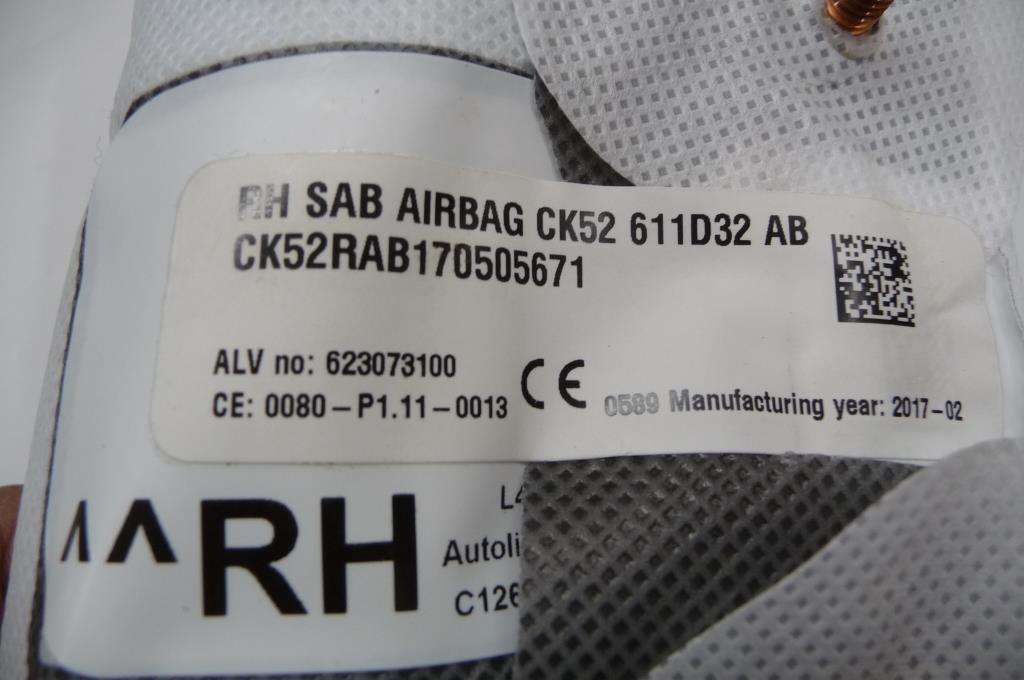 RH SAB AIRBAG CK52 611D32 AB
CK52RAB170505671
ALV no: 623073100
CE: 0080-P1.11-0013
CE 0589 Manufacturing year: 2017-02
RH